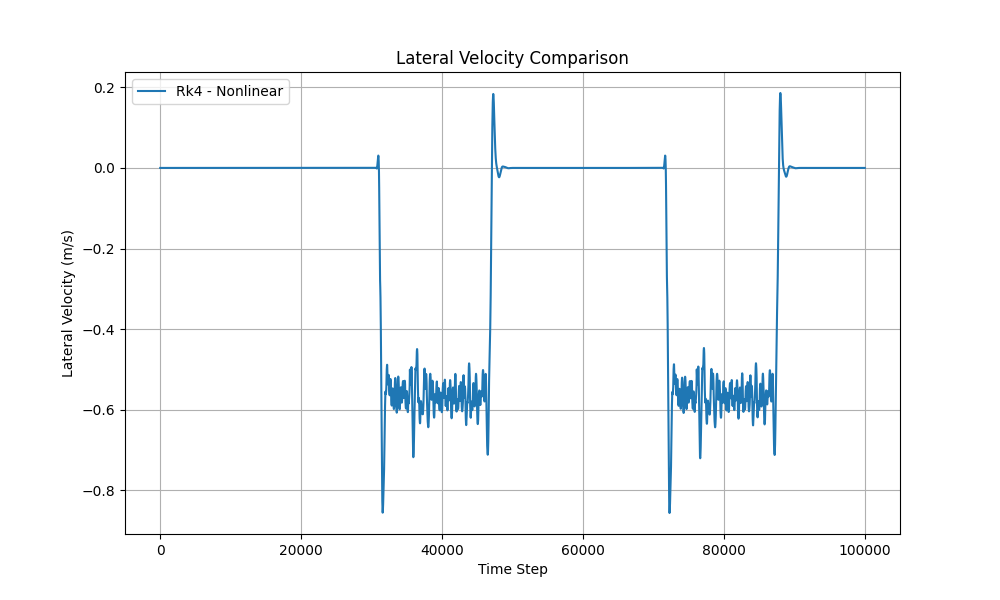 Lateral Velocity Comparison
Rk4 - Nonlinear
Lateral Velocity (m/s)
0.2
0.0
−0.2
−0.4
−0.6
−0.8
0 20000 40000 60000 80000 100000
Time Step